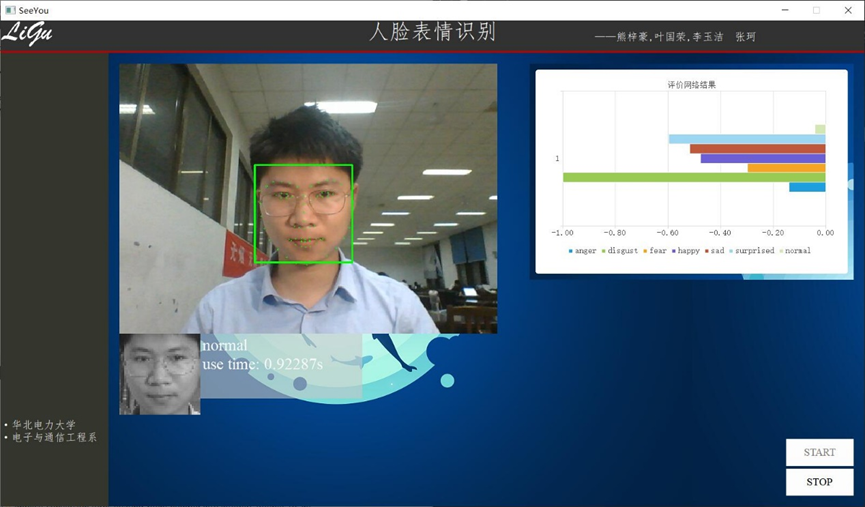 SeeYou
LiGu
人脸表情识别
——熊梓豪,叶国荣,李玉洁 张珂
评价网络结果
1
-1.00 -0.80 -0.60 -0.40 -0.20 0.00
anger disgust fear happy sad surprised normal
normal
use time: 0.92287s
• 华北电力大学
• 电子与通信工程系
START
STOP